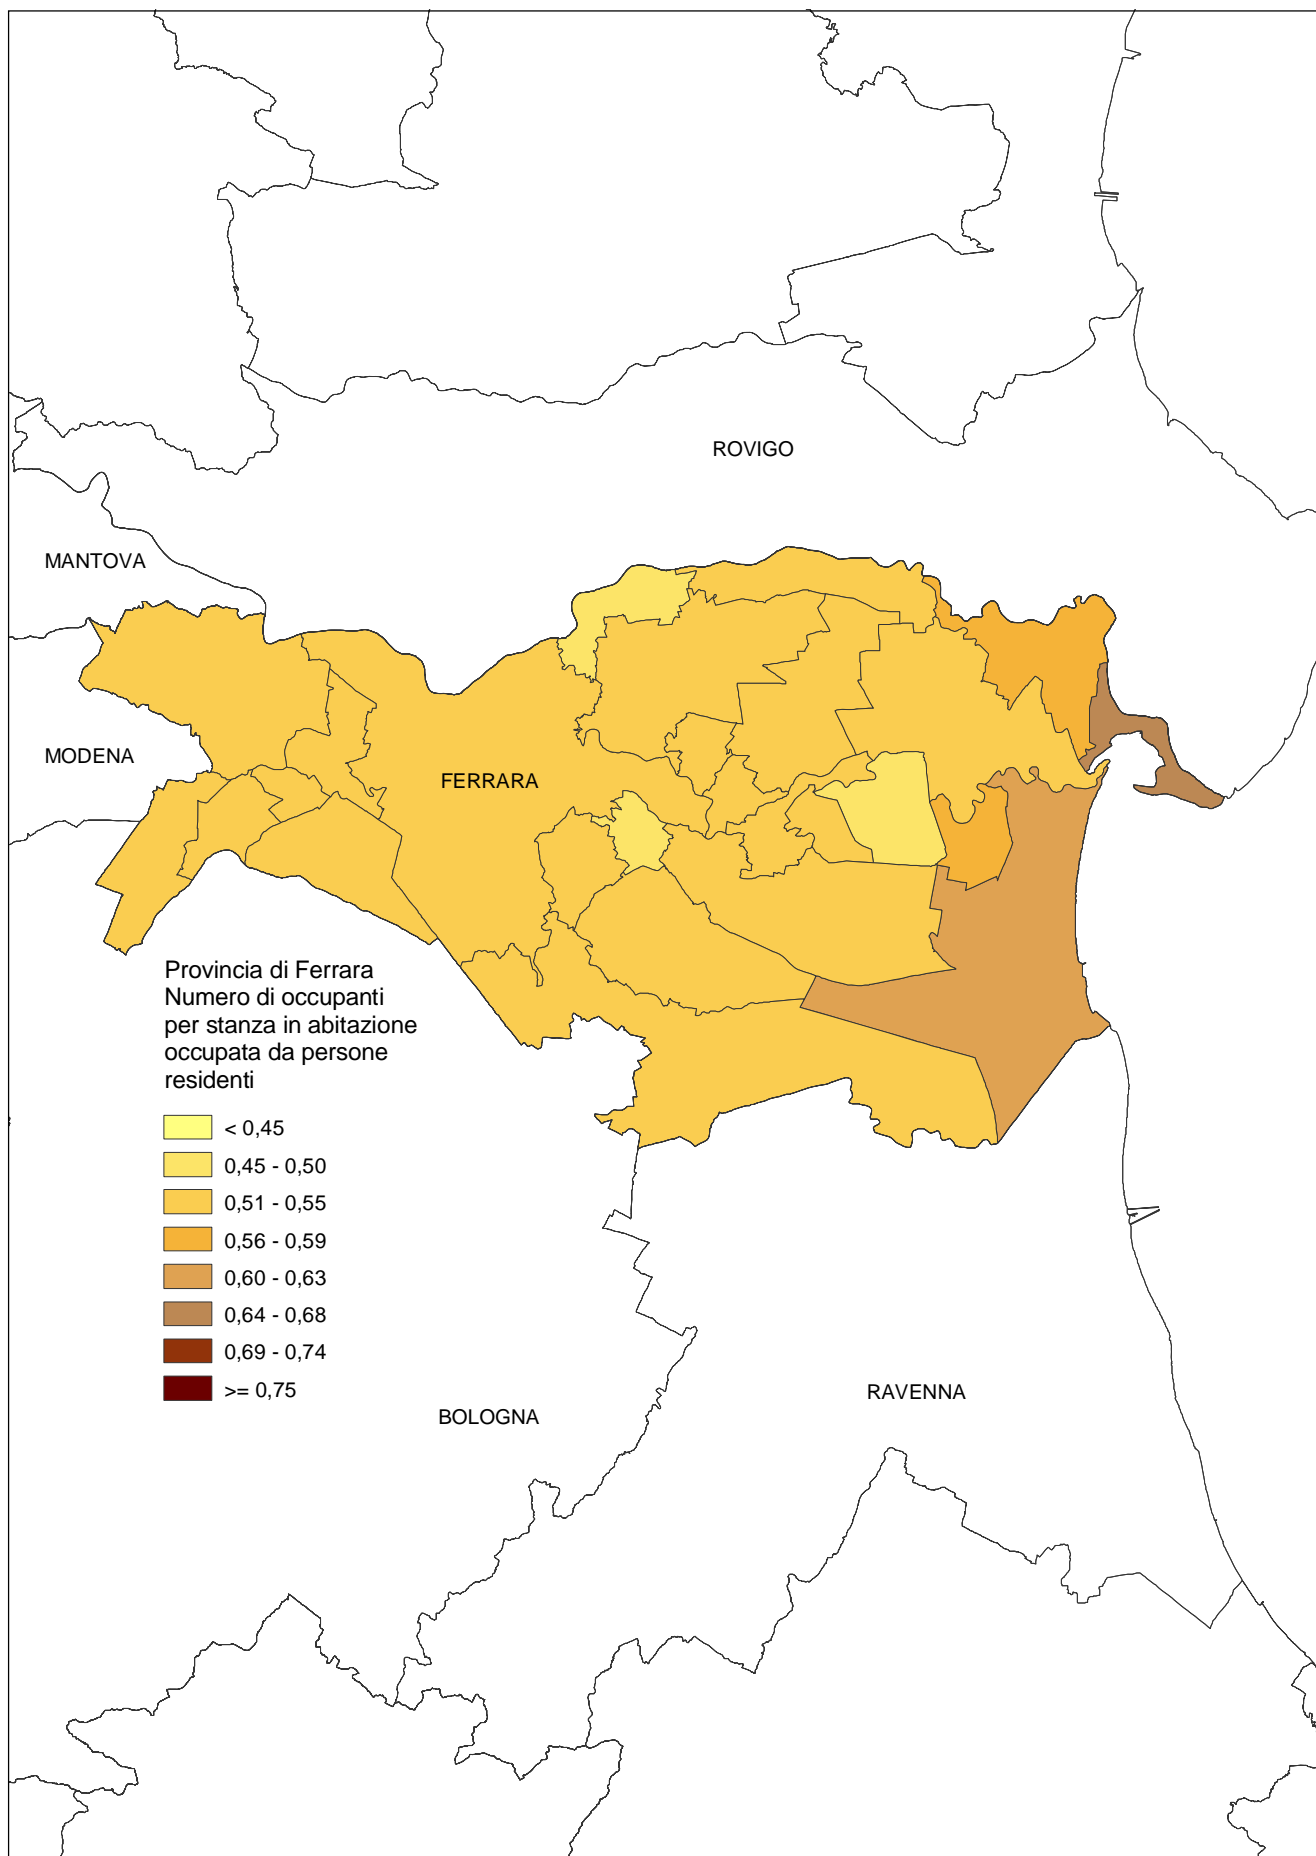 ROVIGO
MANTOVA
MODENA
FERRARA
Provincia di Ferrara
Numero di occupanti
per stanza in abitazione
occupata da persone
residenti
< 0,45
0,45 - 0,50
0,51 - 0,55
0,56 - 0,59
0,60 - 0,63
0,64 - 0,68
0,69 - 0,74
>= 0,75
RAVENNA
BOLOGNA